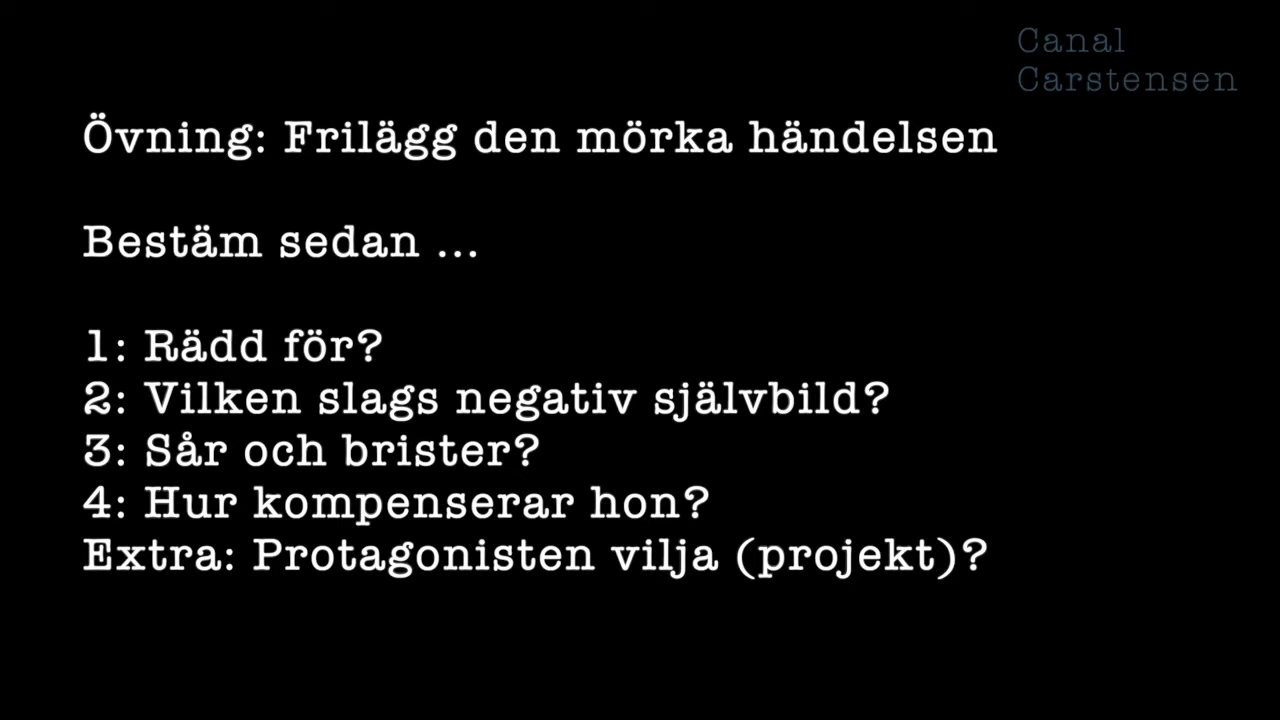 Canal
Carstensen
Övning: Frilägg den mörka händelsen
Bestäm sedan ...
1: Rädd för?
2: Vilken slags negativ självbild?
3: Sår och brister?
4: Hur kompenserar hon?
Extra: Protagonisten vilja (projekt)?